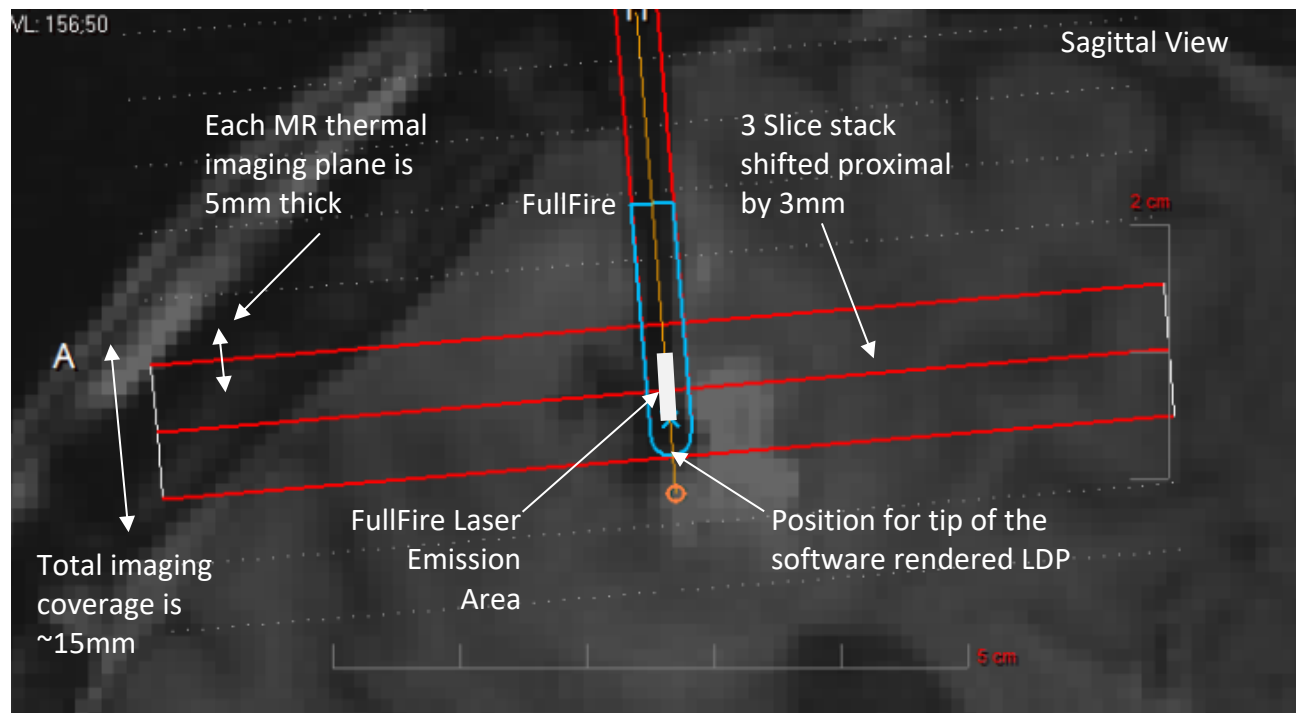 VL: 156;50
Sagittal View
Each MR thermal
imaging plane is
5mm thick
3 Slice stack
shifted proximal
by 3mm
FullFire
2 cm
A
FullFire Laser
Emission
Area
Position for tip of the
software rendered LDP
Total imaging
coverage is
~15mm
5 cm